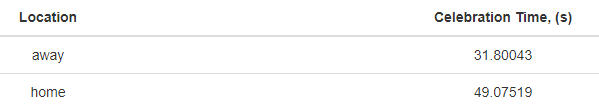 Location Celebration Time, (s)
away 31.80043
home 49.07519